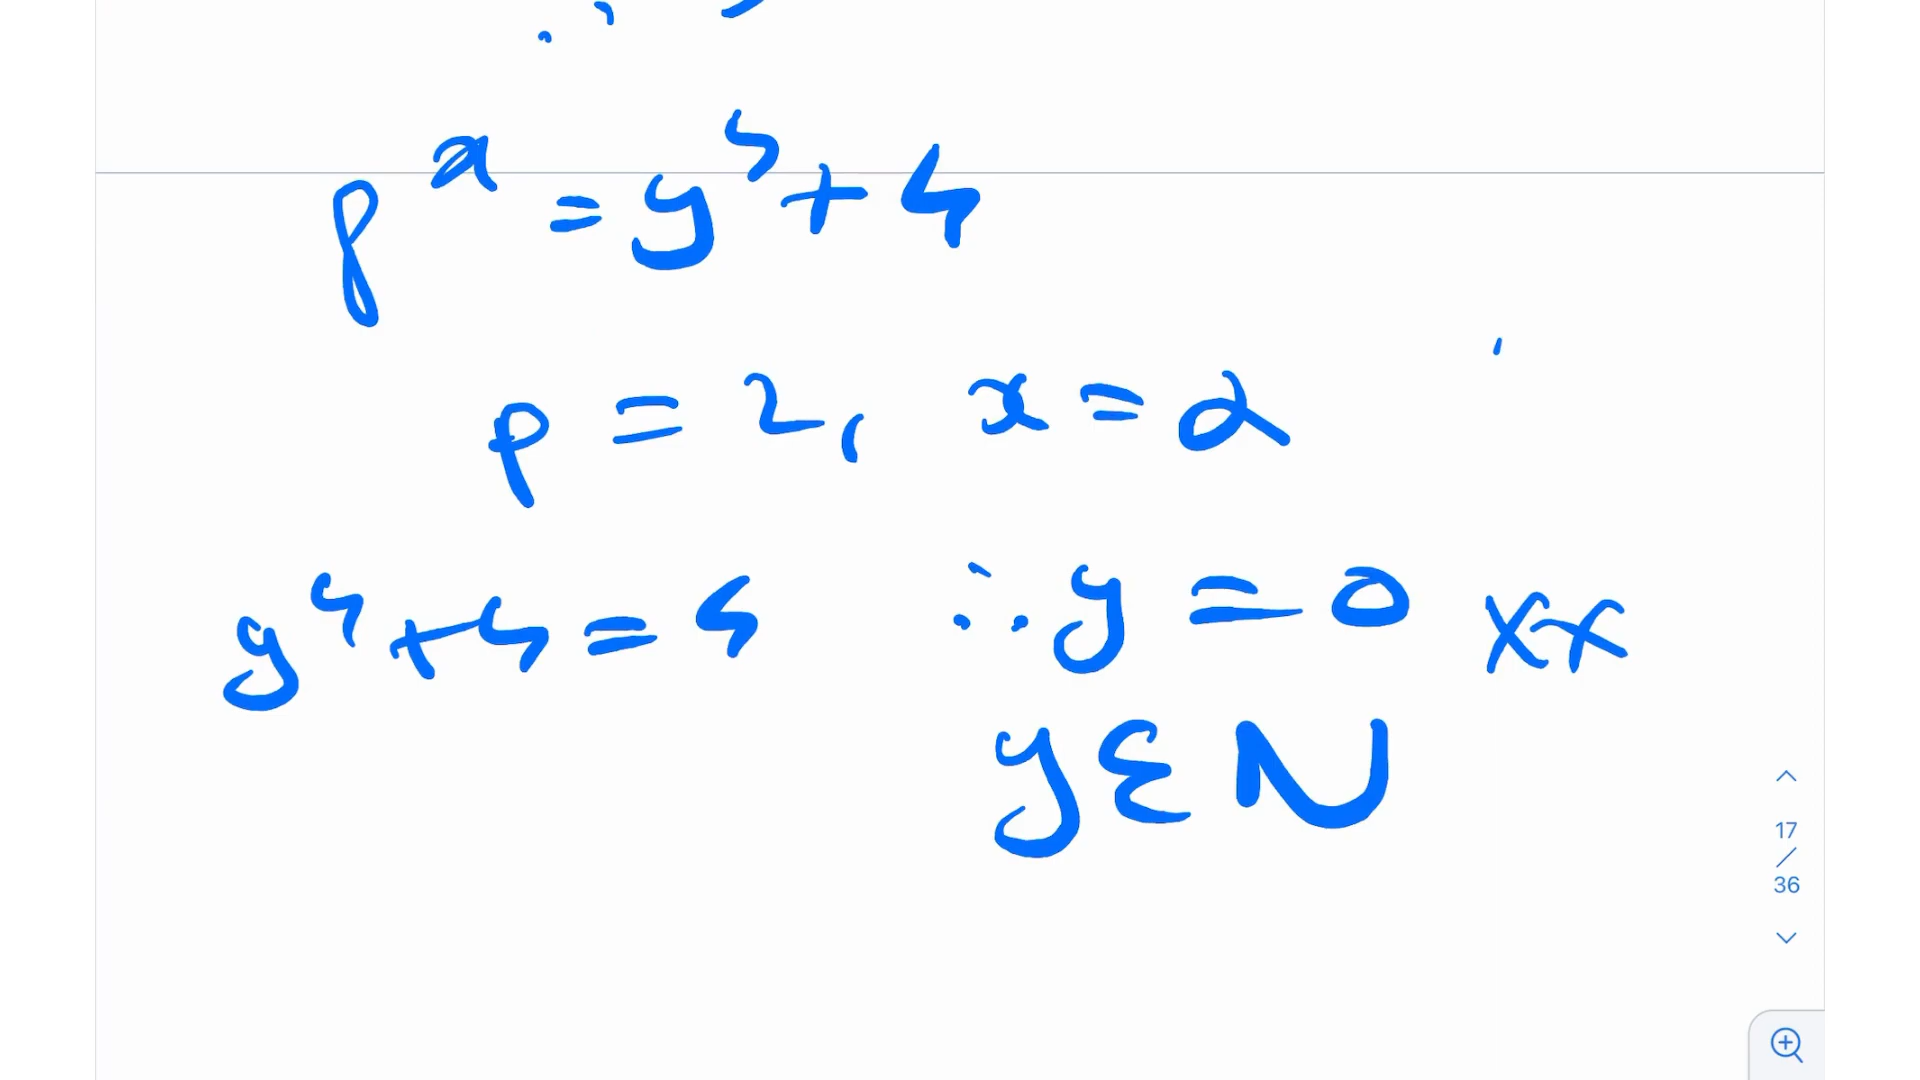 p^x = y^4 + 4
p = 2, x = 2
y^4 + 4 = 4 ∴ y = 0 xx
y ∈ N
17
/
36